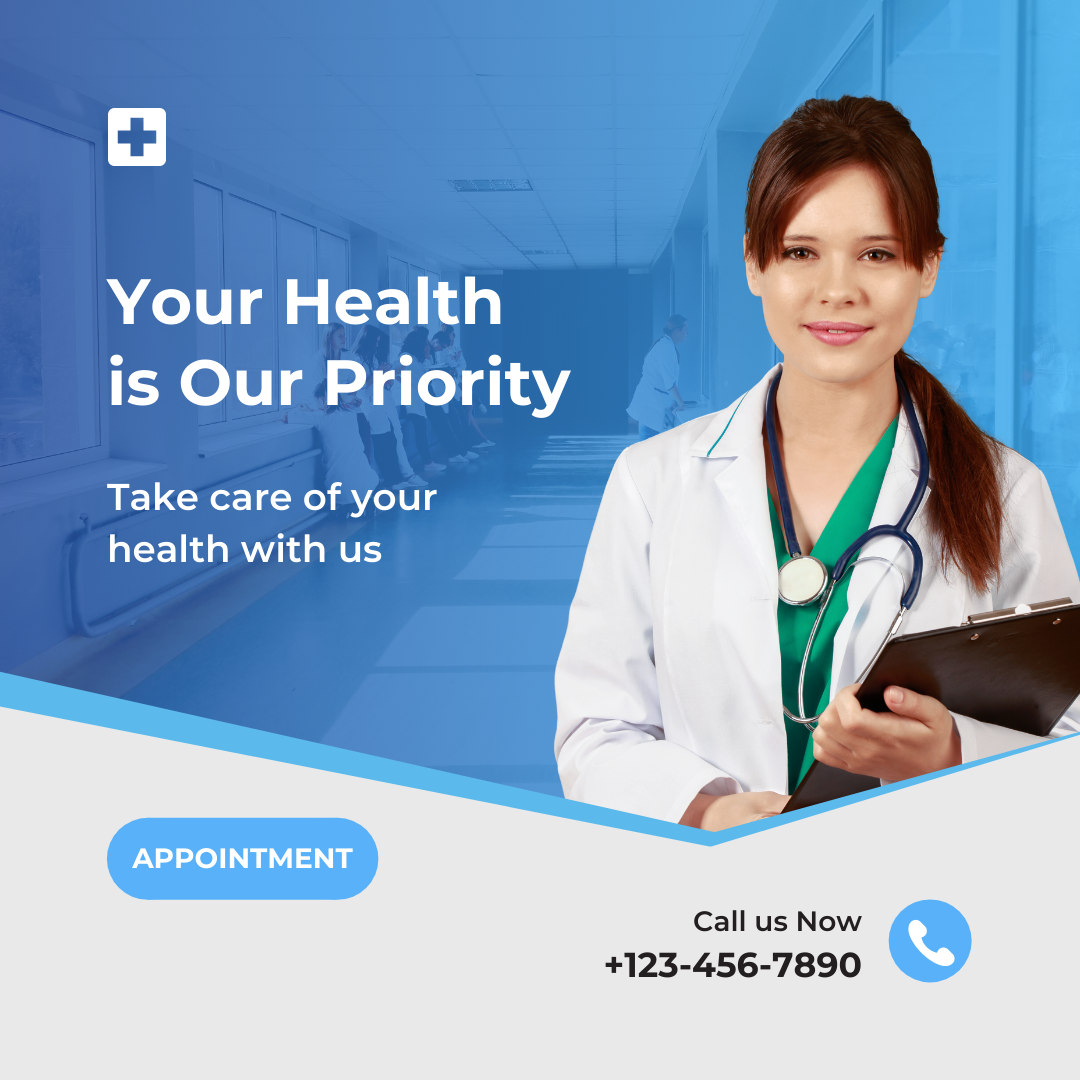 Your Health
is Our Priority
Take care of your
health with us
APPOINTMENT
Call us Now
+123-456-7890